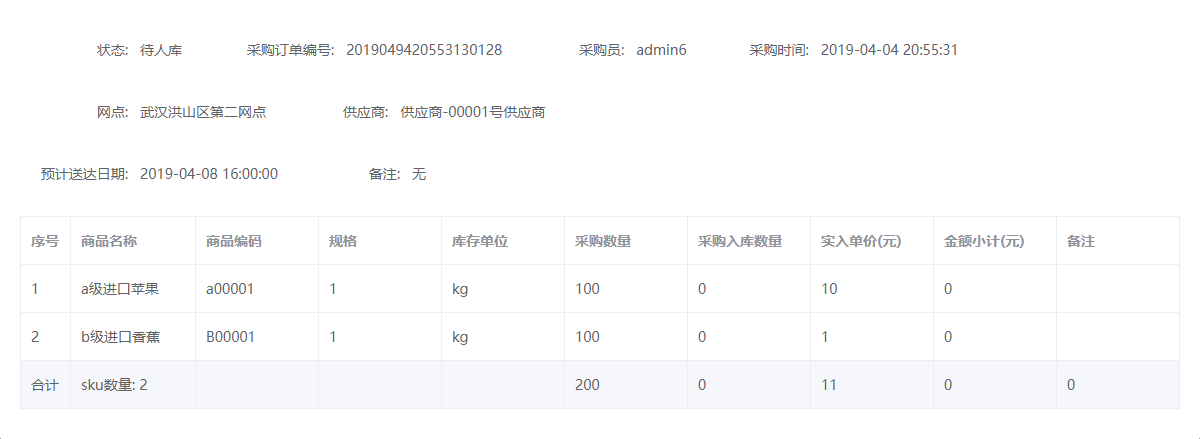 状态: 待人库 采购订单编号: 2019049420553130128 采购员: admin6 采购时间: 2019-04-04 20:55:31
网点: 武汉洪山区第二网点 供应商: 供应商-00001号供应商
预计送达日期: 2019-04-08 16:00:00 备注: 无
序号 商品名称 商品编码 规格 库存单位 采购数量 采购入库数量 实入单价(元) 金额小计(元) 备注
1 a级进口苹果 a00001 1 kg 100 0 10 0
2 b级进口香蕉 B00001 1 kg 100 0 1 0
合计 sku数量: 2 200 0 11 0 0